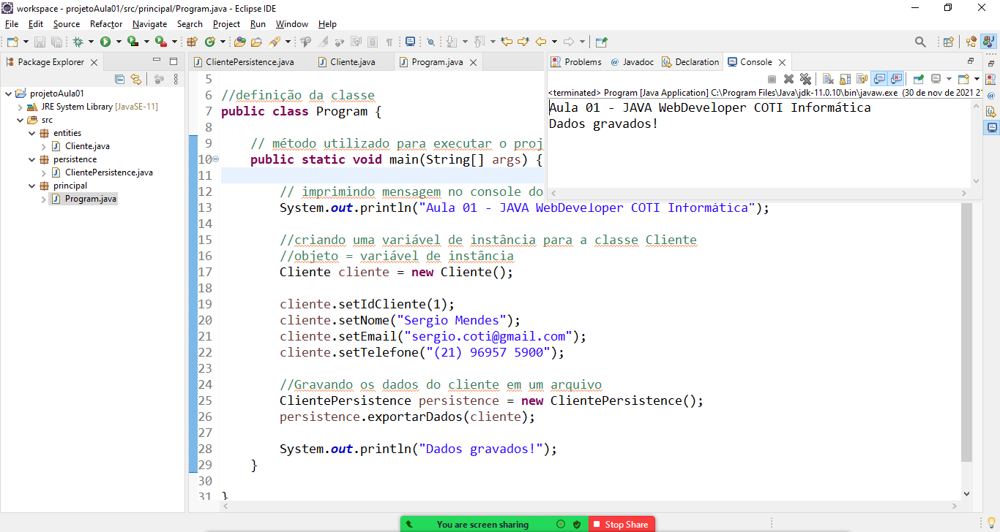 workspace - projetoAula01/src/principal/Program.java - Eclipse IDE
File Edit Source Refactor Navigate Search Project Run Window Help
Package Explorer
projetoAula01
JRE System Library [JavaSE-11]
src
entities
Cliente.java
persistence
ClientePersistence.java
principal
Program.java
ClientePersistence.java Cliente.java Program.java
5
6 //definição da classe
7 public class Program {
8
9 // método utilizado para executar o proj
10 public static void main(String[] args) {
11
12 // imprimindo mensagem no console do
13 System.out.println("Aula 01 - JAVA WebDeveloper COTI Informática");
14
15 //criando uma variável de instância para a classe Cliente
16 //objeto = variável de instância
17 Cliente cliente = new Cliente();
18
19 cliente.setIdCliente(1);
20 cliente.setNome("Sergio Mendes");
21 cliente.setEmail("sergio.coti@gmail.com");
22 cliente.setTelefone("(21) 96957 5900");
23
24 //Gravando os dados do cliente em um arquivo
25 ClientePersistence persistence = new ClientePersistence();
26 persistence.exportarDados(cliente);
27
28 System.out.println("Dados gravados!");
29 }
30
31 }
Problems @ Javadoc Declaration Console
<terminated> Program [Java Application] C:\Program Files\Java\jdk-11.0.10\bin\javaw.exe (30 de nov de 2021 21
Aula 01 - JAVA WebDeveloper COTI Informática
Dados gravados!
You are screen sharing Stop Share